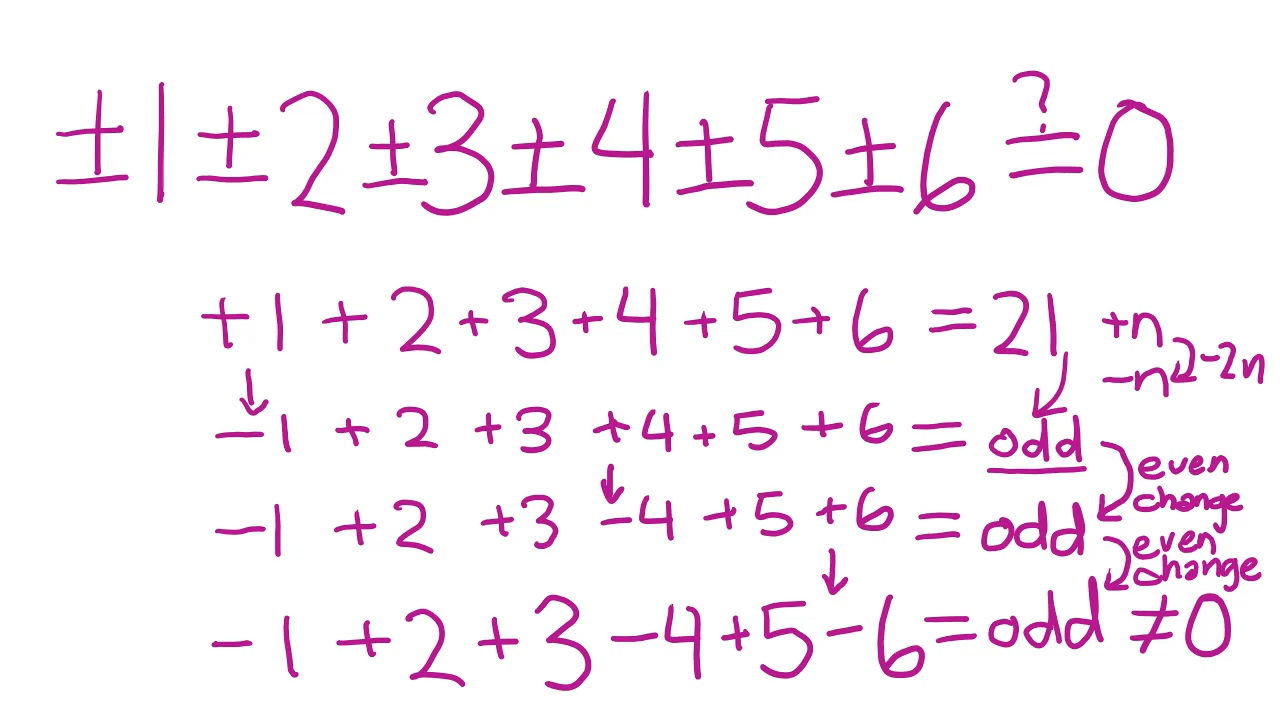 ±1 ±2 ±3 ±4 ±5 ±6 ?= 0
+1 +2 +3 +4 +5 +6 = 21
+n
-n -2n
-1 +2 +3 +4 +5 +6 = odd
even
change
-1 +2 +3 -4 +5 +6 = odd
even
change
-1 +2 +3 -4 +5 -6 = odd ≠ 0